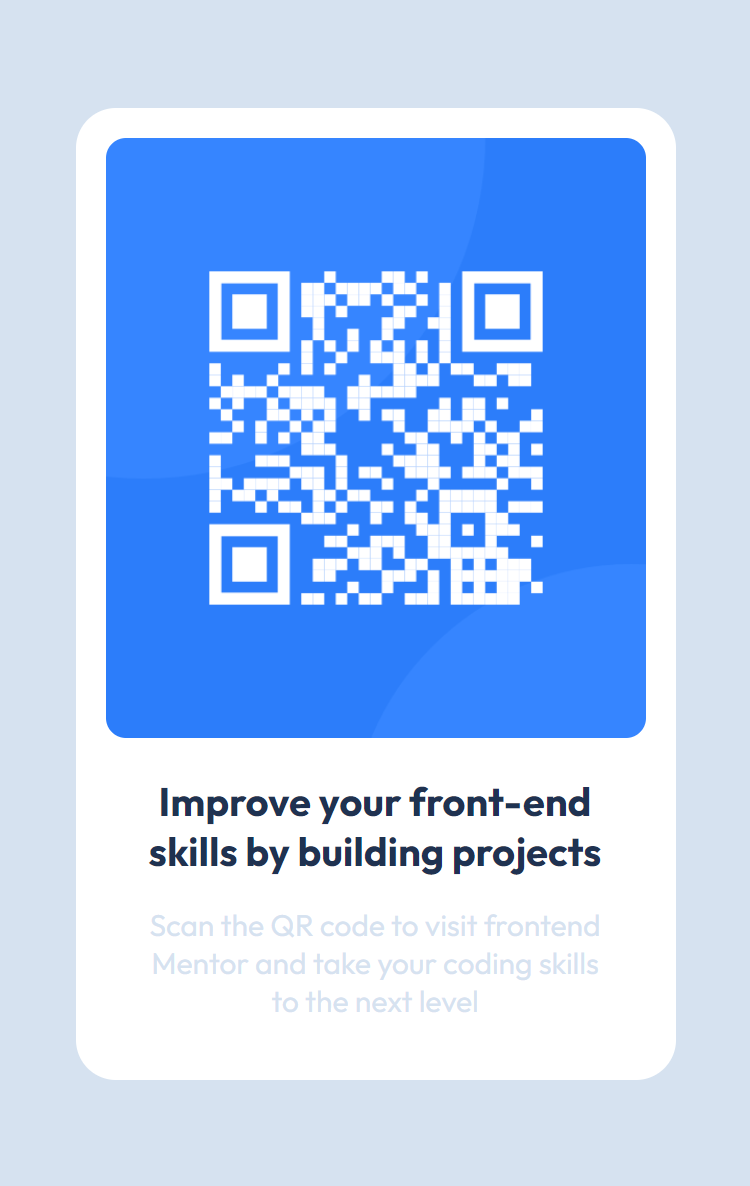 Improve your front-end
skills by building projects
Scan the QR code to visit frontend
Mentor and take your coding skills
to the next level